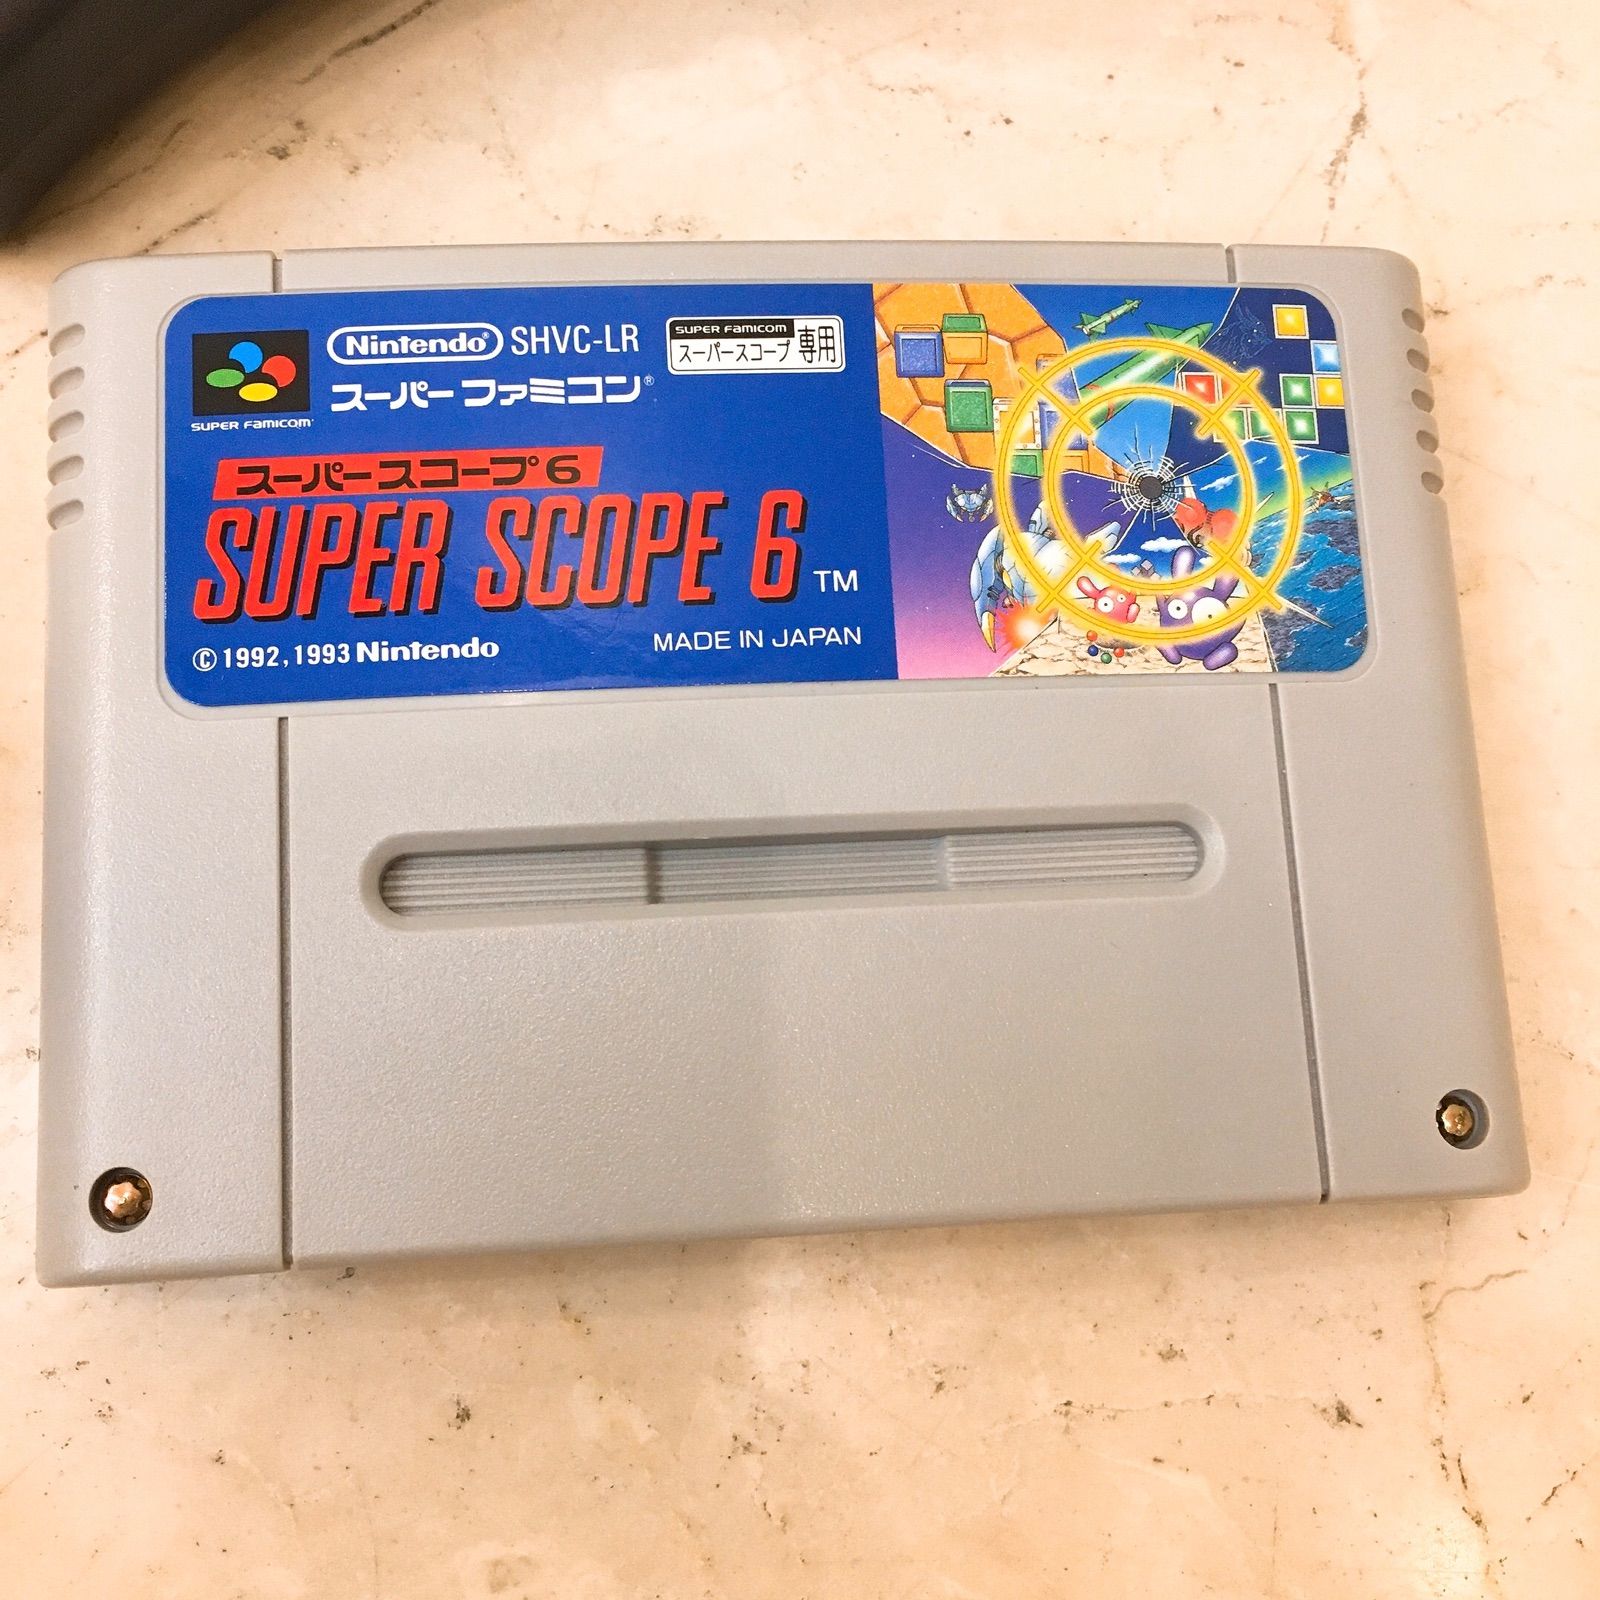 SUPER FAMICOM
Nintendo® SHVC-LR
スーパーファミコン®
SUPER FAMICOM
スーパースコープ 専用
スーパースコープ6
SUPER SCOPE 6 TM
© 1992, 1993 Nintendo
MADE IN JAPAN